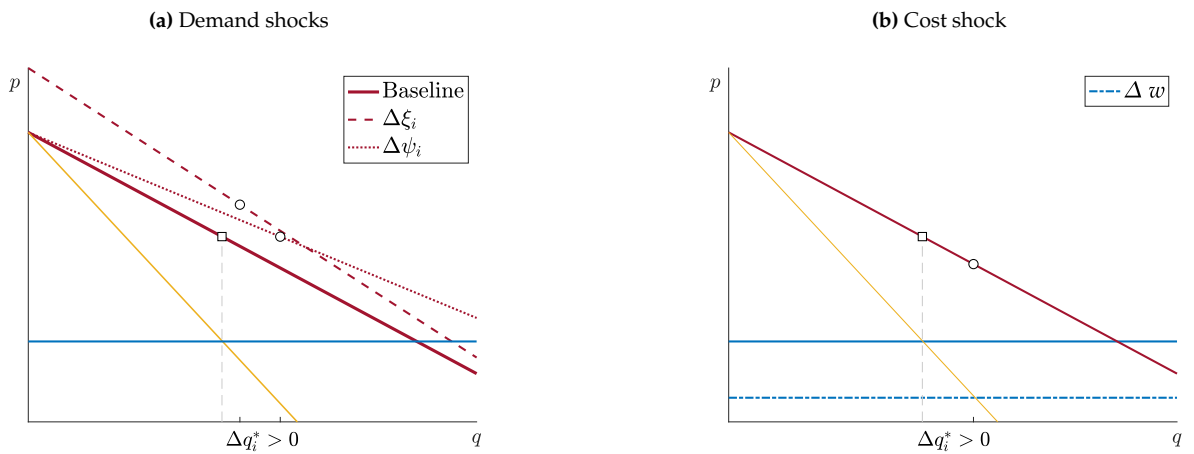 (a) Demand shocks
p
Baseline
Δξ_i
Δψ_i
Δq_i^* > 0
q
(b) Cost shock
p
Δ w
Δq_i^* > 0
q